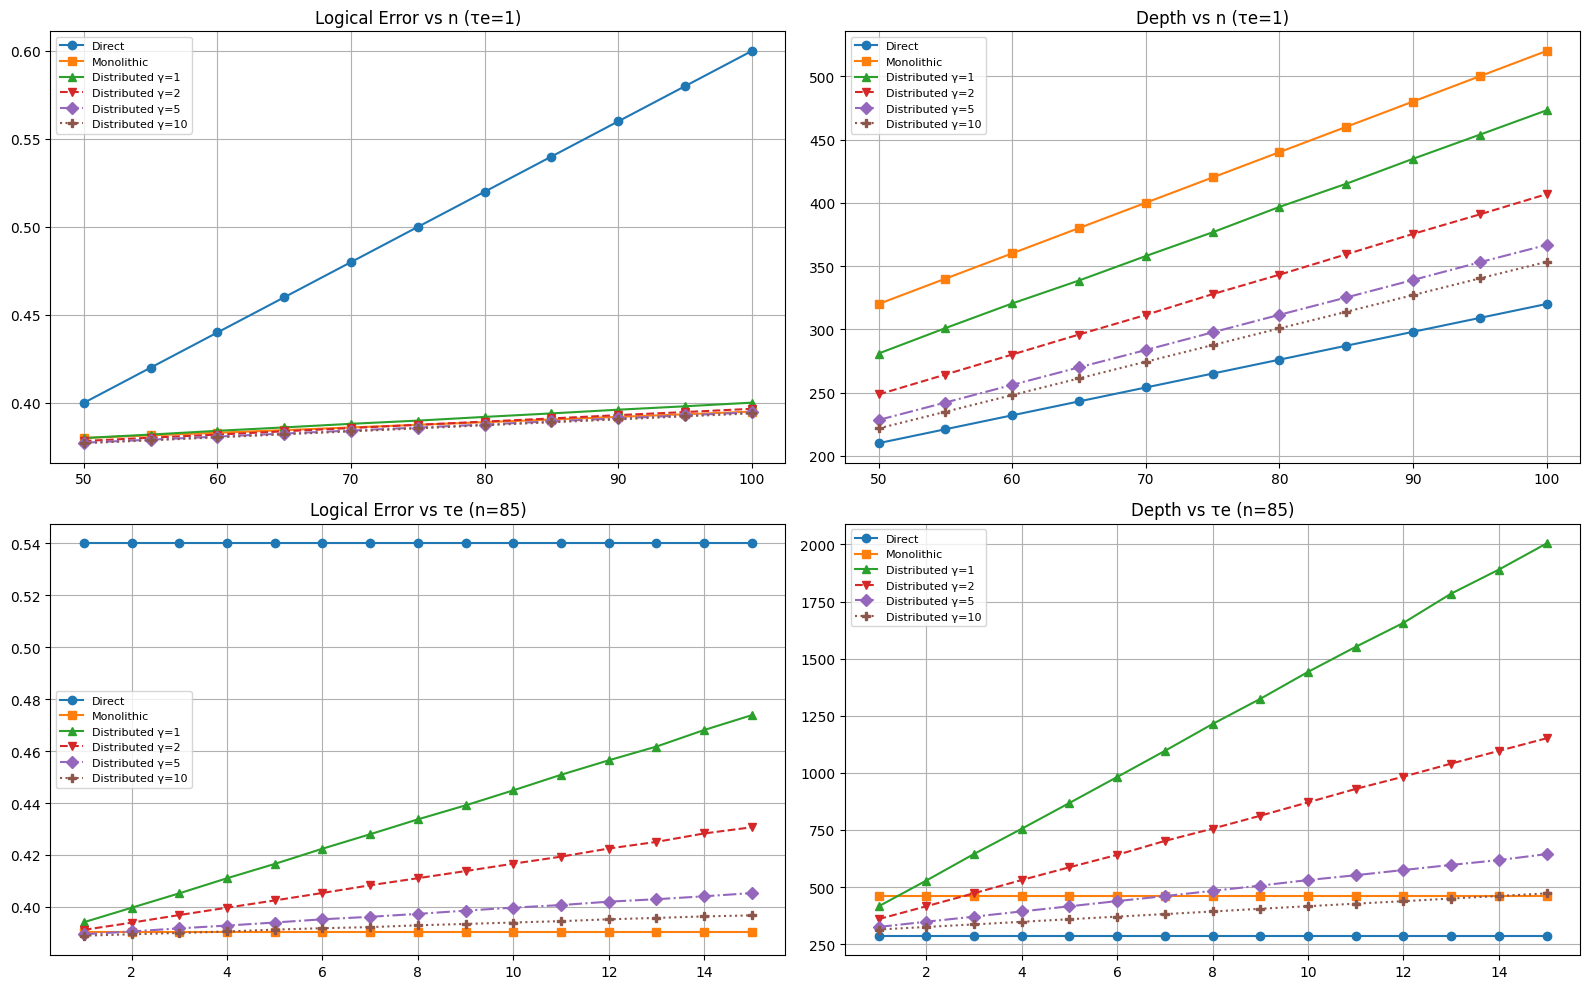 Logical Error vs n (τe=1)
0.60
0.55
0.50
0.45
0.40
Direct
Monolithic
Distributed γ=1
Distributed γ=2
Distributed γ=5
Distributed γ=10
50 60 70 80 90 100
Depth vs n (τe=1)
500
450
400
350
300
250
200
Direct
Monolithic
Distributed γ=1
Distributed γ=2
Distributed γ=5
Distributed γ=10
50 60 70 80 90 100
Logical Error vs τe (n=85)
0.54
0.52
0.50
0.48
0.46
0.44
0.42
0.40
Direct
Monolithic
Distributed γ=1
Distributed γ=2
Distributed γ=5
Distributed γ=10
2 4 6 8 10 12 14
Depth vs τe (n=85)
2000
1750
1500
1250
1000
750
500
250
Direct
Monolithic
Distributed γ=1
Distributed γ=2
Distributed γ=5
Distributed γ=10
2 4 6 8 10 12 14